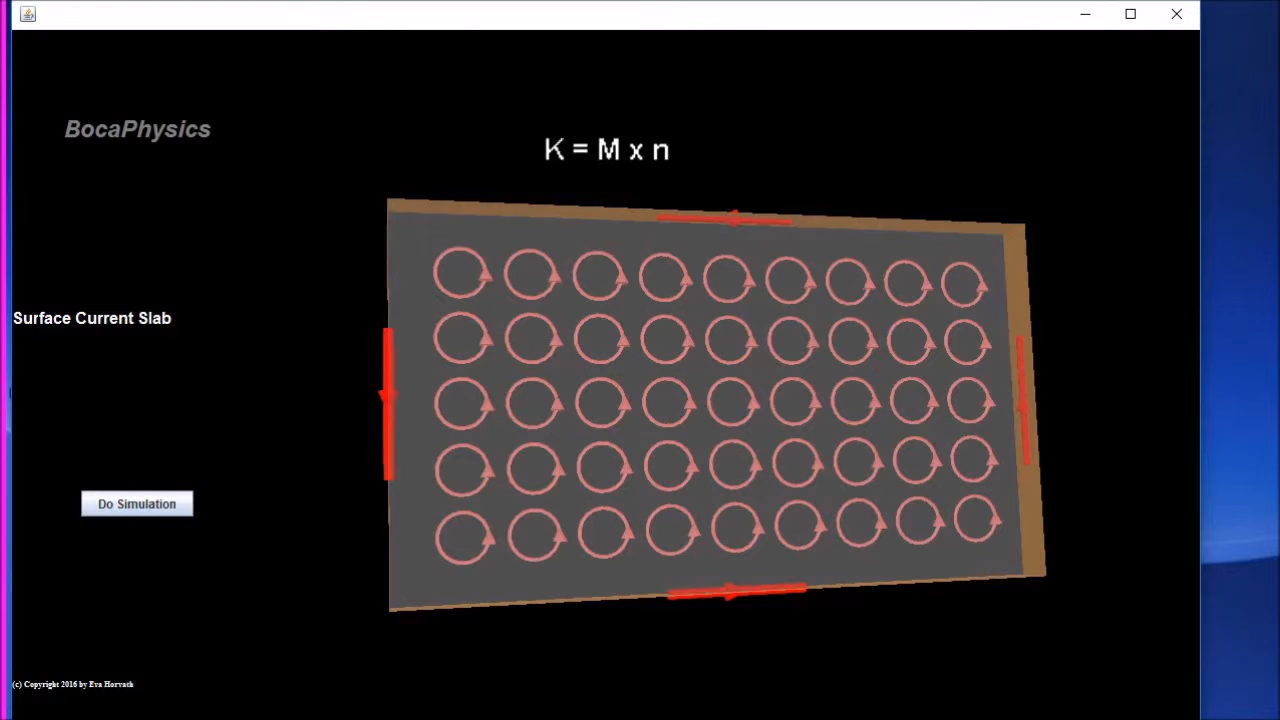 BocaPhysics
K = M x n
Surface Current Slab
Do Simulation
(c) Copyright 2016 by Eva Horvath